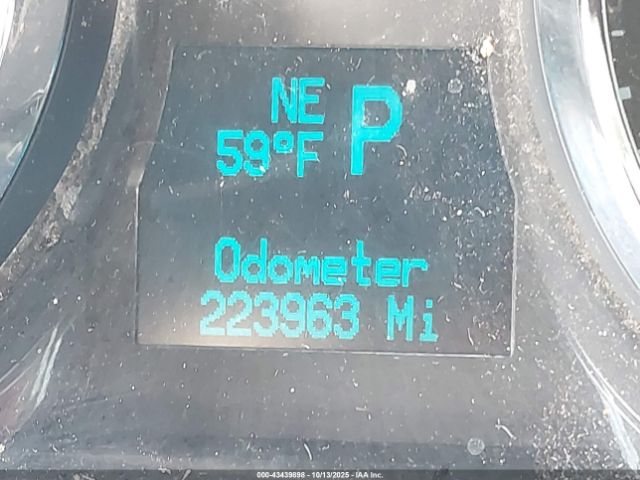 NE
59°F P
Odometer
223963 Mi
000-43439898 - 10/13/2025 - IAA Inc.